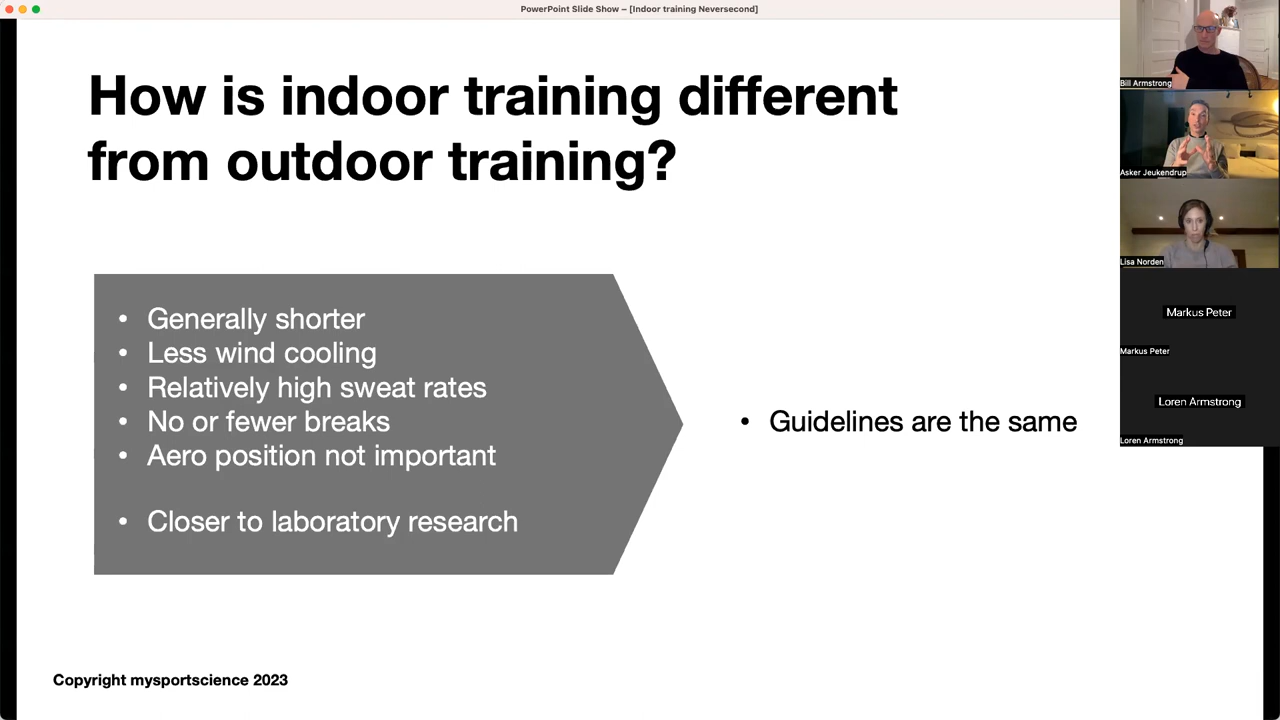 PowerPoint Slide Show – [Indoor training Neversecond]
How is indoor training different
from outdoor training?
• Generally shorter
• Less wind cooling
• Relatively high sweat rates
• No or fewer breaks
• Aero position not important
• Closer to laboratory research
• Guidelines are the same
Copyright mysportscience 2023
Bill Armstrong
Asker Jeukendrup
Lisa Norden
Markus Peter
Markus Peter
Loren Armstrong
Loren Armstrong